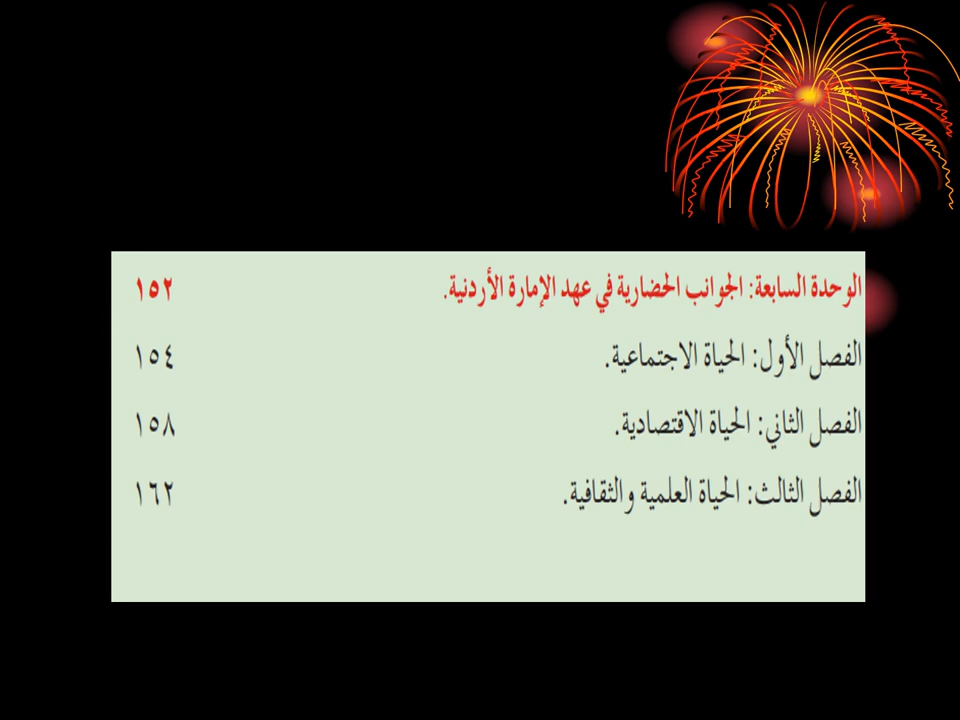 الوحدة السابعة: الجوانب الحضارية في عهد الإمارة الأردنية. ١٥٢
الفصل الأول: الحياة الاجتماعية. ١٥٤
الفصل الثاني: الحياة الاقتصادية. ١٥٨
الفصل الثالث: الحياة العلمية والثقافية. ١٦٢